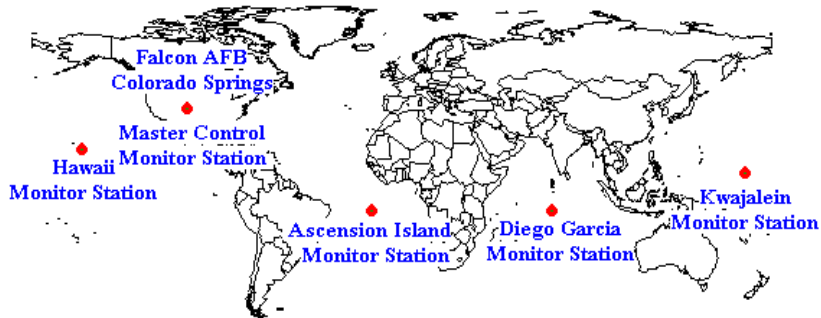 Falcon AFB
Colorado Springs
Master Control
Monitor Station
Hawaii
Monitor Station
Ascension Island
Monitor Station
Diego Garcia
Monitor Station
Kwajalein
Monitor Station